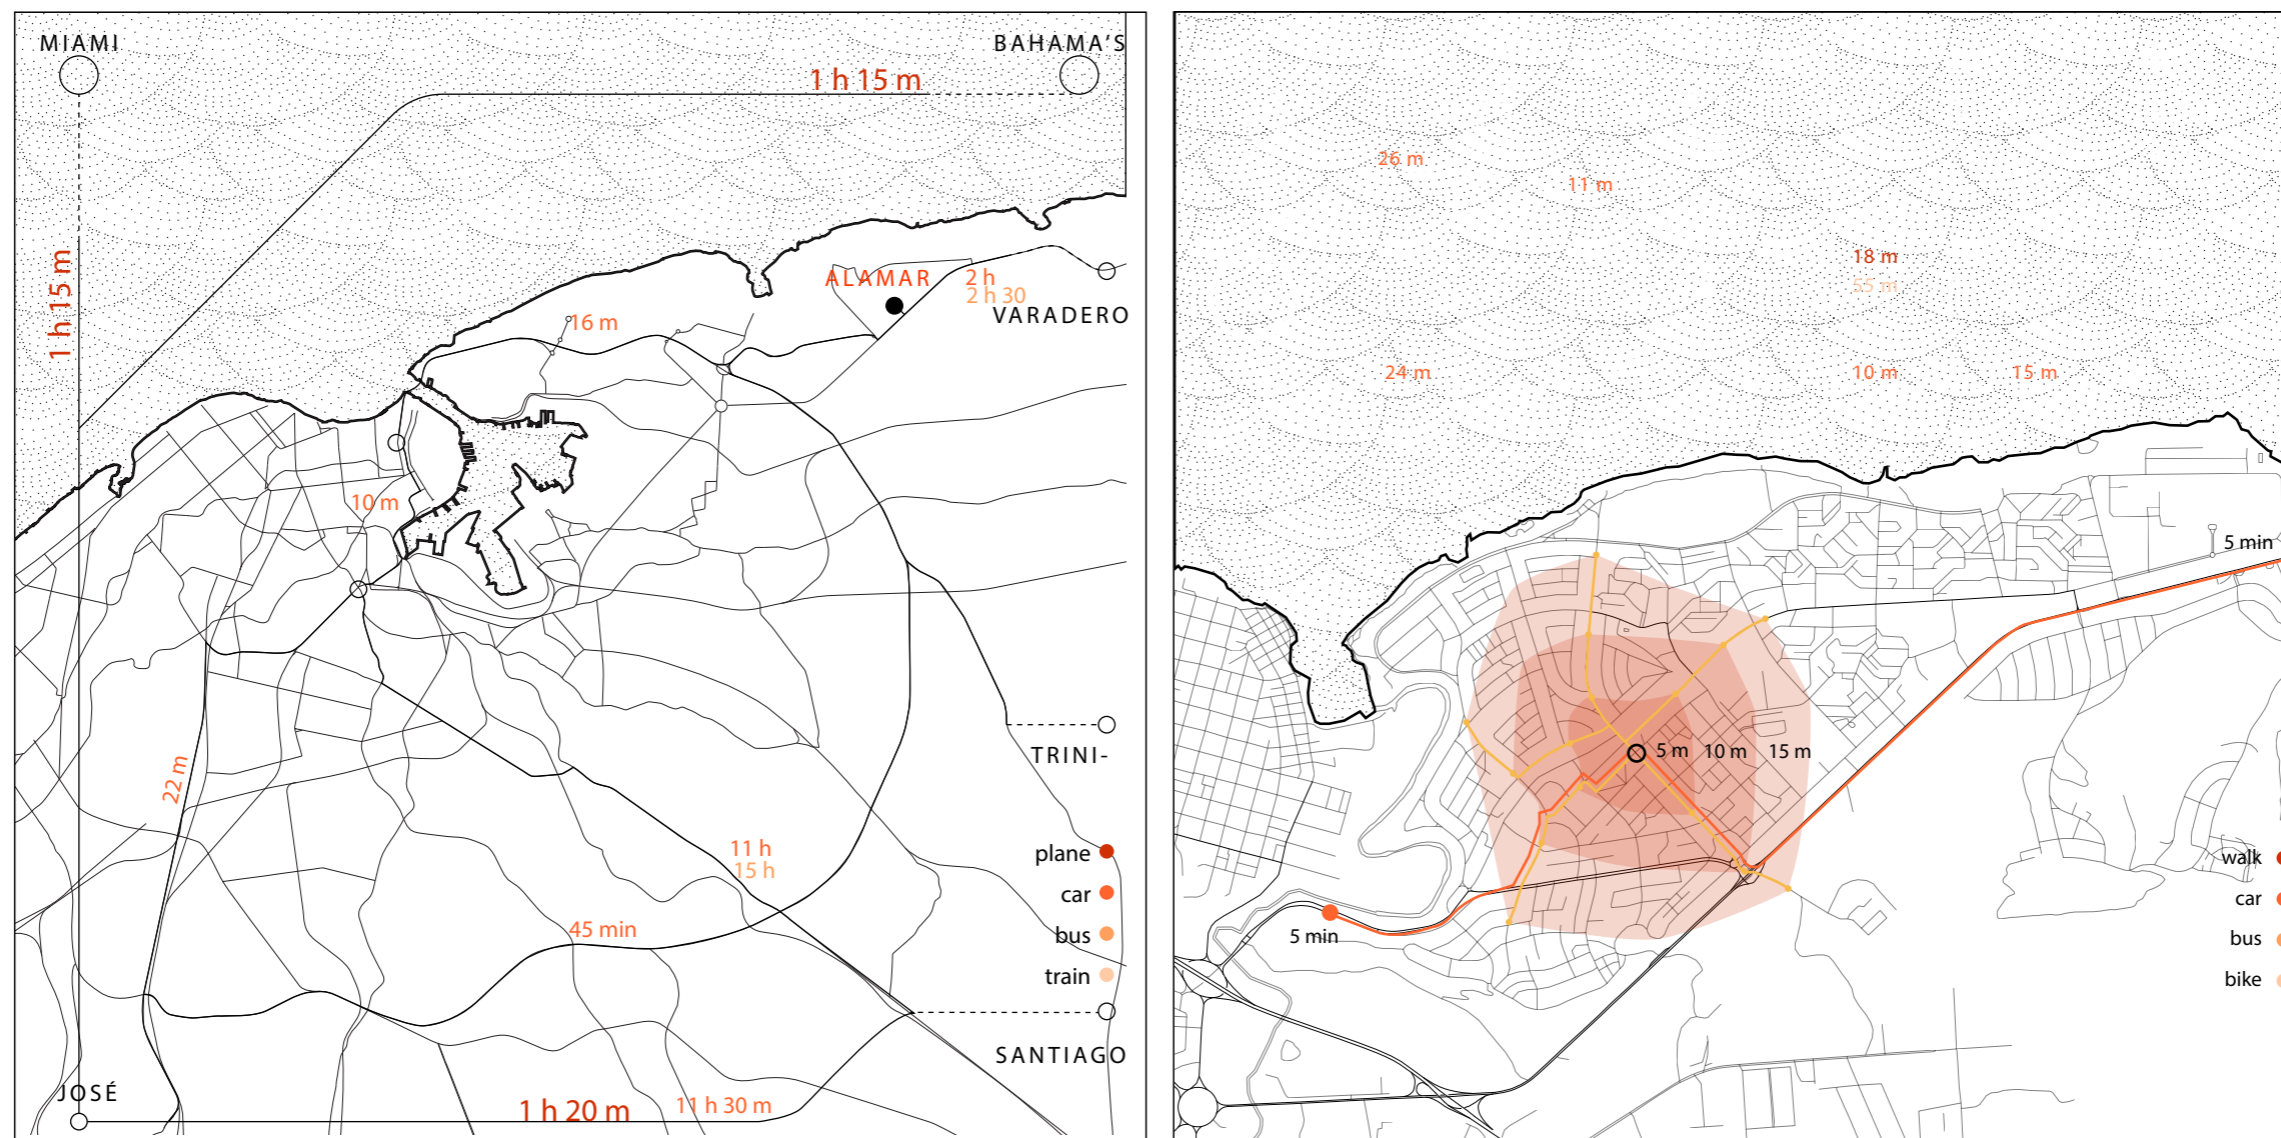 MIAMI
BAHAMA'S
1 h 15 m
1 h 15 m
ALAMAR
2 h
2 h 30
VARADERO
16 m
10 m
22 m
TRINI-
11 h
15 h
plane
car
bus
train
45 min
SANTIAGO
JOSÉ
1 h 20 m
11 h 30 m
26 m
11 m
18 m
55 m
24 m
10 m
15 m
5 min
5 m
10 m
15 m
5 min
walk
car
bus
bike